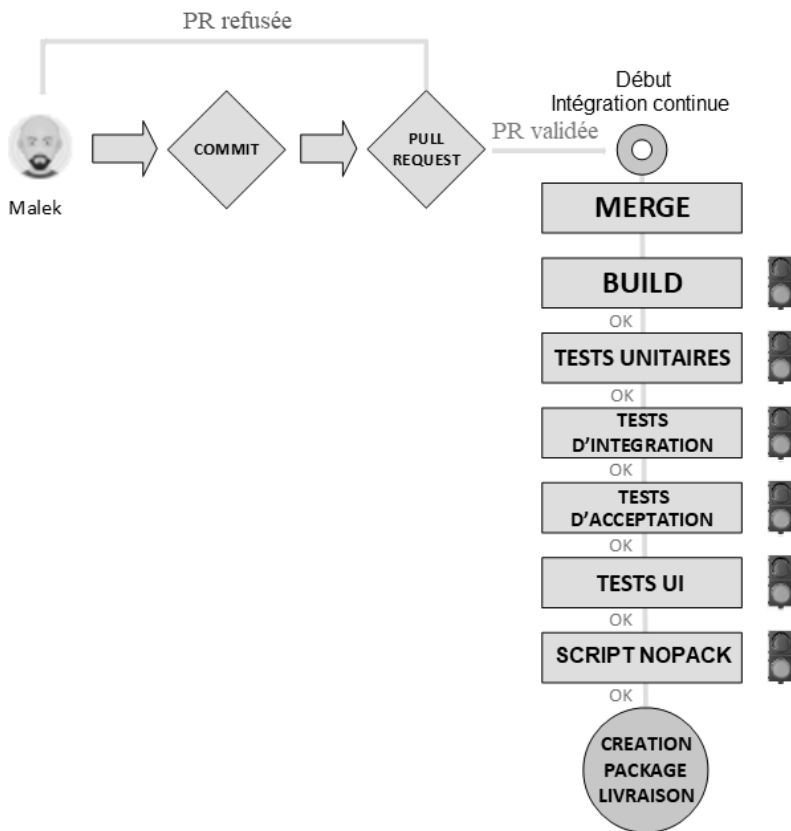 PR refusée
Début
Intégration continue
Malek
COMMIT
PULL
REQUEST
PR validée
MERGE
BUILD
OK
TESTS UNITAIRES
OK
TESTS
D'INTEGRATION
OK
TESTS
D'ACCEPTATION
OK
TESTS UI
OK
SCRIPT NOPACK
OK
CREATION
PACKAGE
LIVRAISON